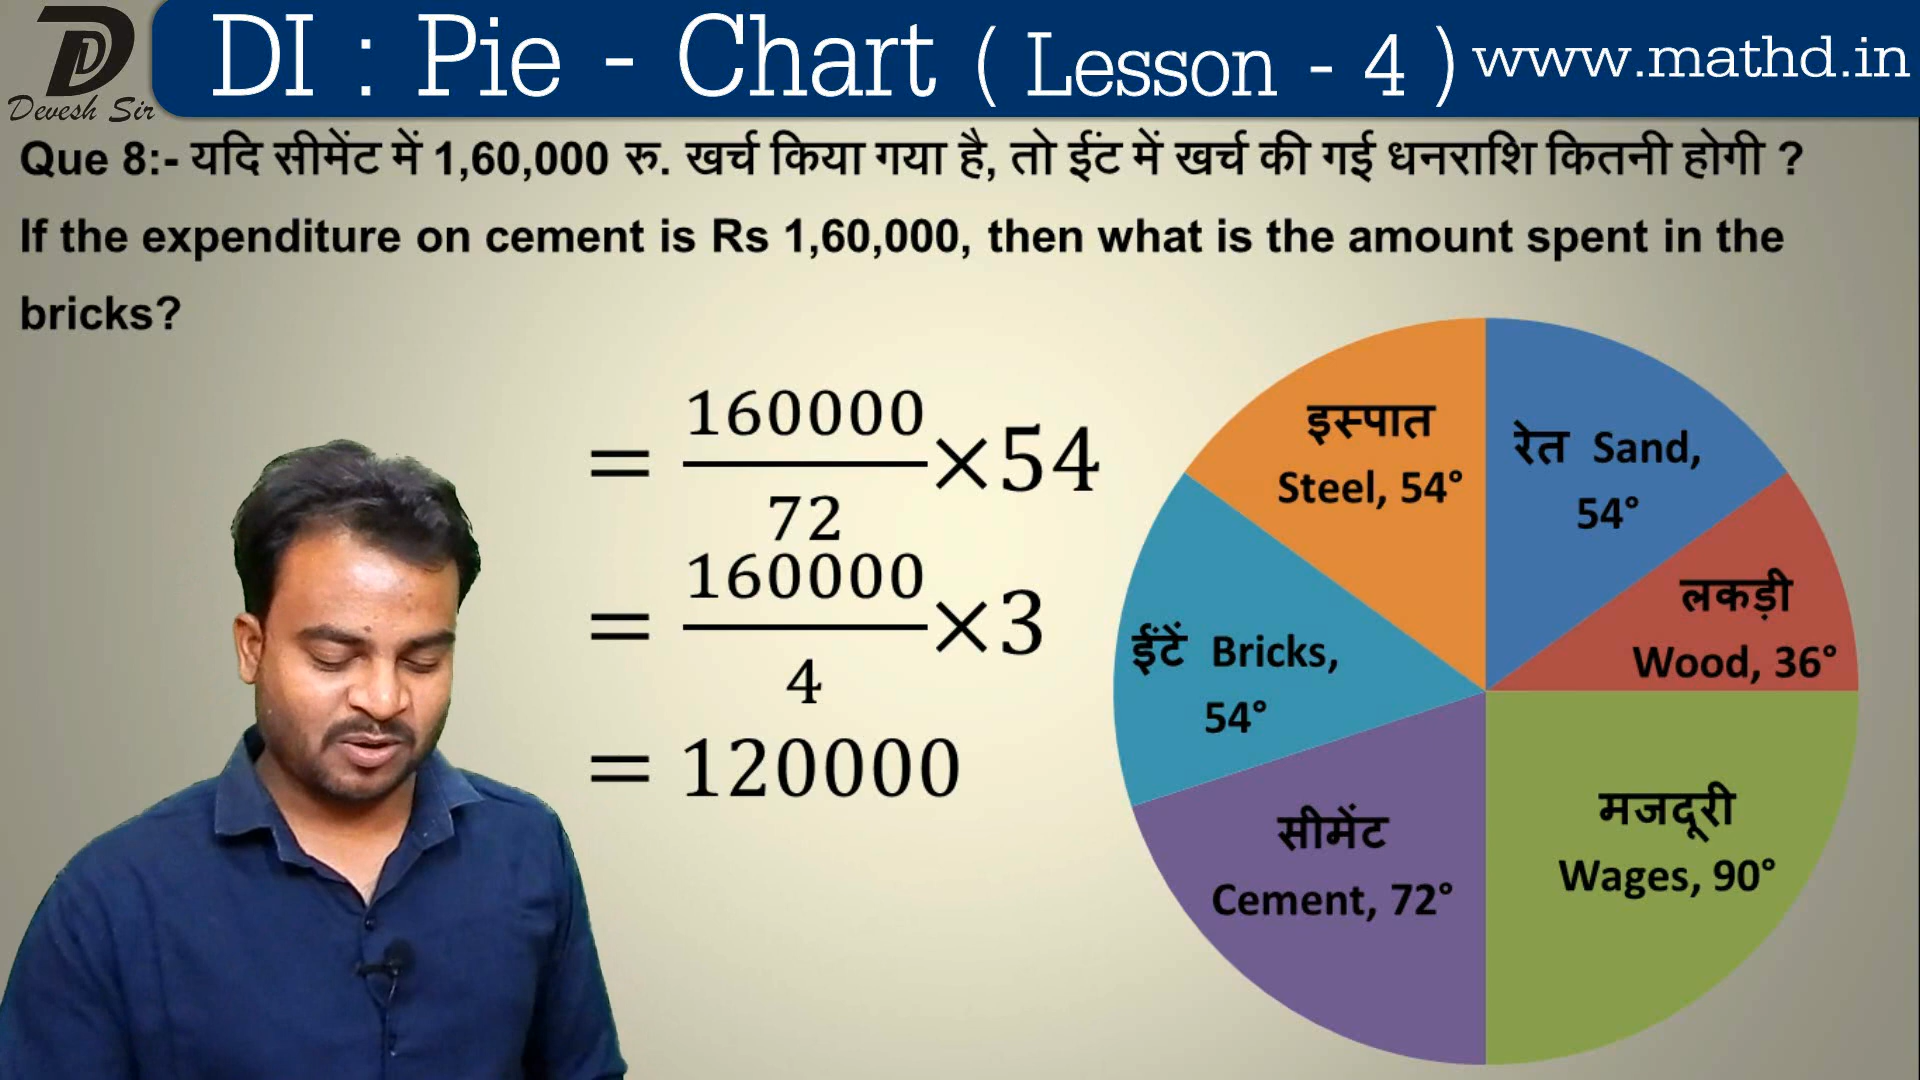 DI : Pie - Chart ( Lesson - 4 ) www.mathd.in
DD
Devesh Sir
Que 8:- यदि सीमेंट में 1,60,000 रु. खर्च किया गया है, तो ईंट में खर्च की गई धनराशि कितनी होगी ?
If the expenditure on cement is Rs 1,60,000, then what is the amount spent in the
bricks?
= 160000/72 ×54
= 160000/4 ×3
= 120000
इस्पात
Steel, 54°
रेत Sand,
54°
लकड़ी
Wood, 36°
ईंटें Bricks,
54°
सीमेंट
Cement, 72°
मजदूरी
Wages, 90°